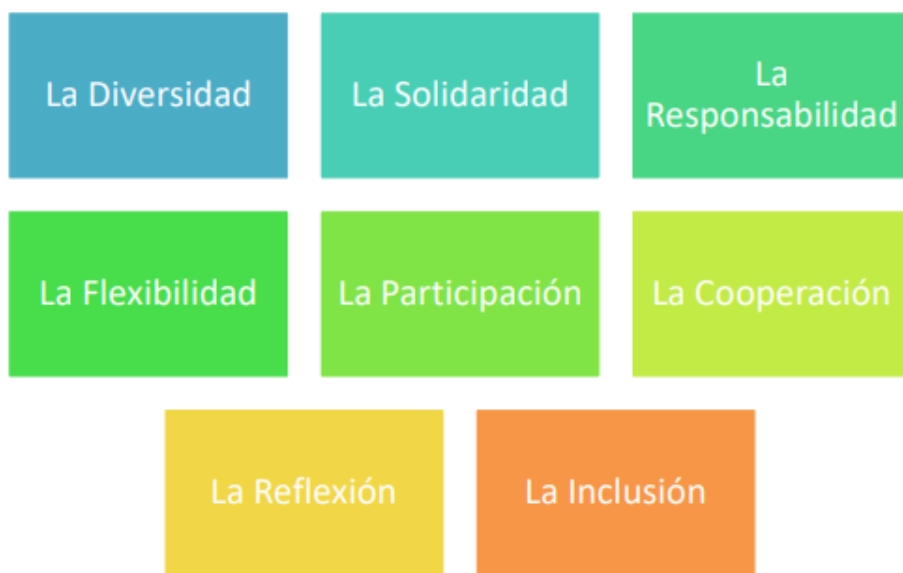 La Diversidad
La Solidaridad
La
Responsabilidad
La Flexibilidad
La Participación
La Cooperación
La Reflexión
La Inclusión